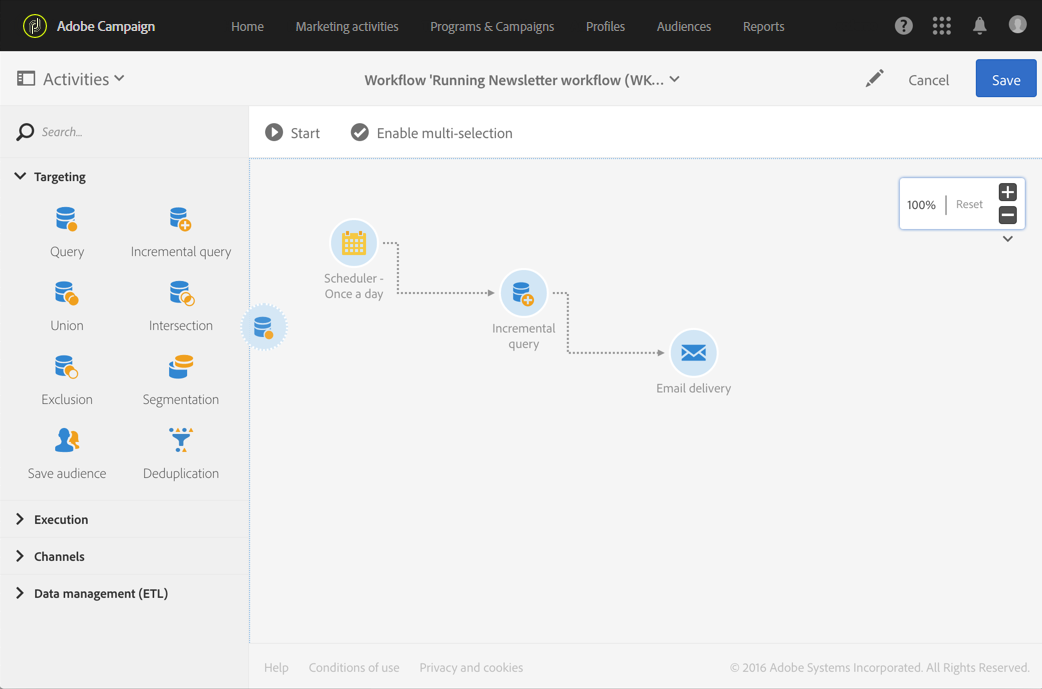 Adobe Campaign Home Marketing activities Programs & Campaigns Profiles Audiences Reports
Activities Workflow 'Running Newsletter workflow (WK... Cancel Save
Search...
Start Enable multi-selection
Targeting
Query Incremental query
Union Intersection
Exclusion Segmentation
Save audience Deduplication
Execution
Channels
Data management (ETL)
100% Reset
Scheduler -
Once a day
Incremental
query
Email delivery
Help Conditions of use Privacy and cookies © 2016 Adobe Systems Incorporated. All Rights Reserved.